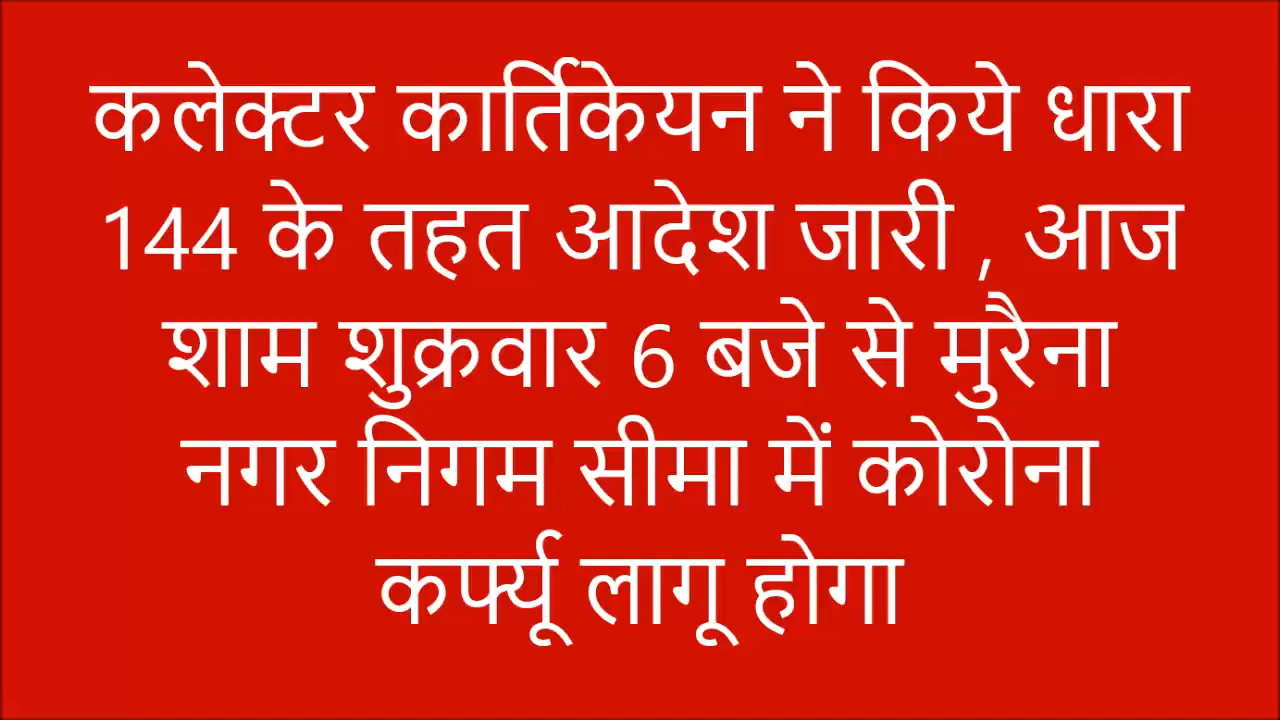 कलेक्टर कार्तिकेयन ने किये धारा
144 के तहत आदेश जारी , आज
शाम शुक्रवार 6 बजे से मुरैना
नगर निगम सीमा में कोरोना
कर्फ्यू लागू होगा